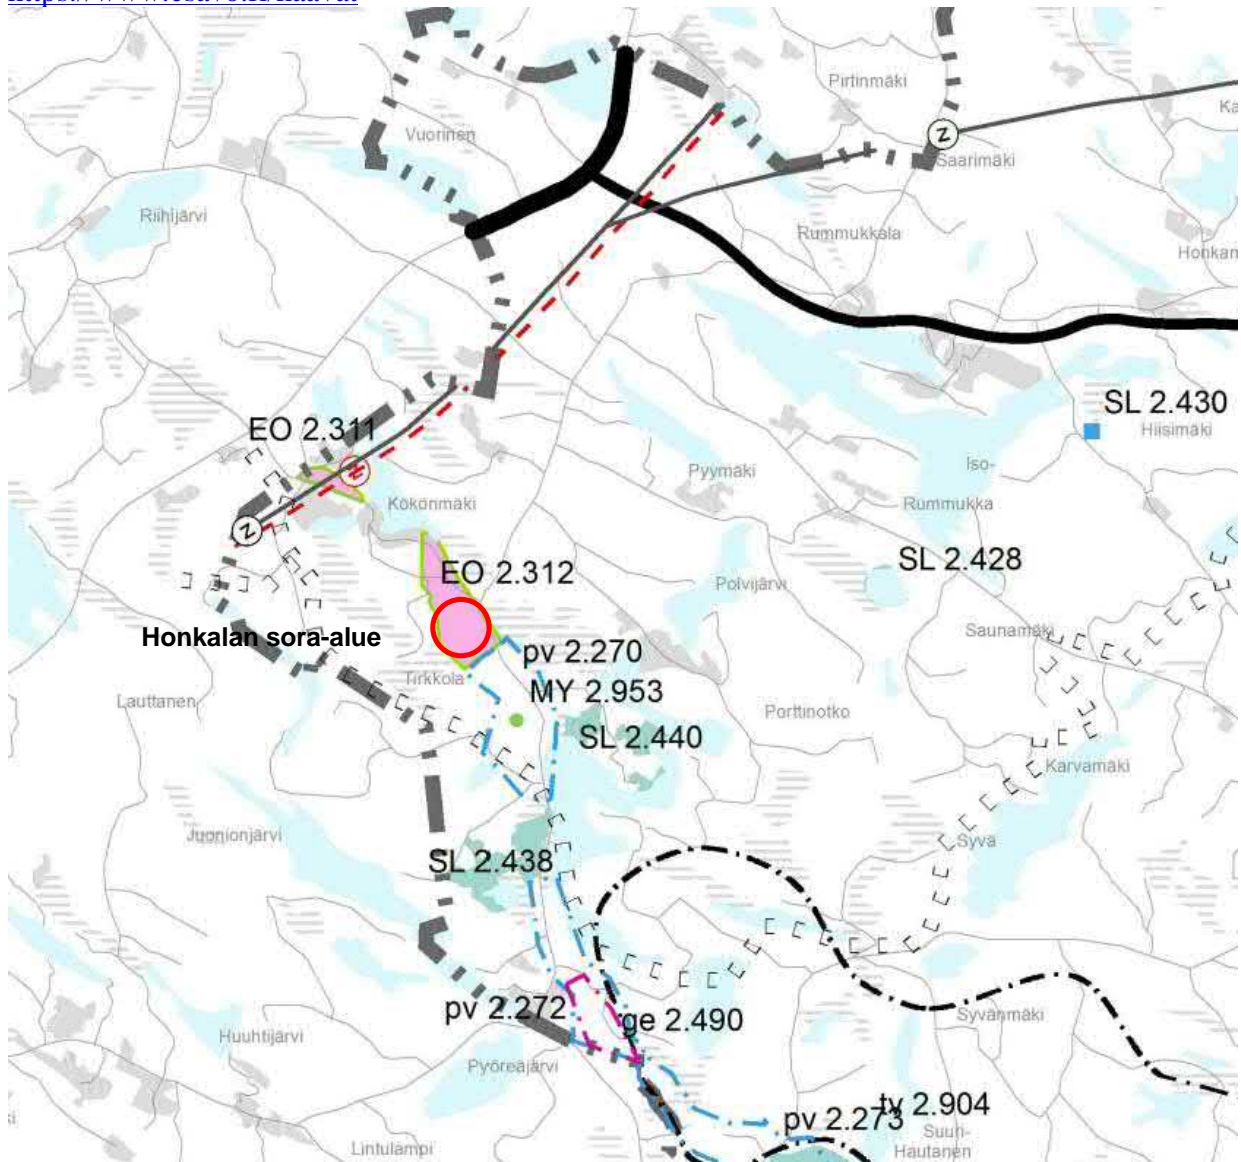 Pirtinmäki
Vuorinen
Z
Saarimäki
Riihijärvi
Rummukkala
SL 2.430
Hiisimäki
EO 2.311
Pyymäki
Iso-
Rummukka
Kökönmäki
Z
SL 2.428
EO 2.312
Polvijärvi
Honkalan sora-alue
Saunamäki
pv 2.270
Tirkkola
MY 2.953
Lauttanen
Porttinotko
SL 2.440
Karvamäki
Juonionjärvi
Syvä
SL 2.438
pv 2.272
ge 2.490
Syvänmäki
Huuhtijärvi
Pyöreäjärvi
pv 2.273
tv 2.904
Suuri-
Hautanen
Lintulampi